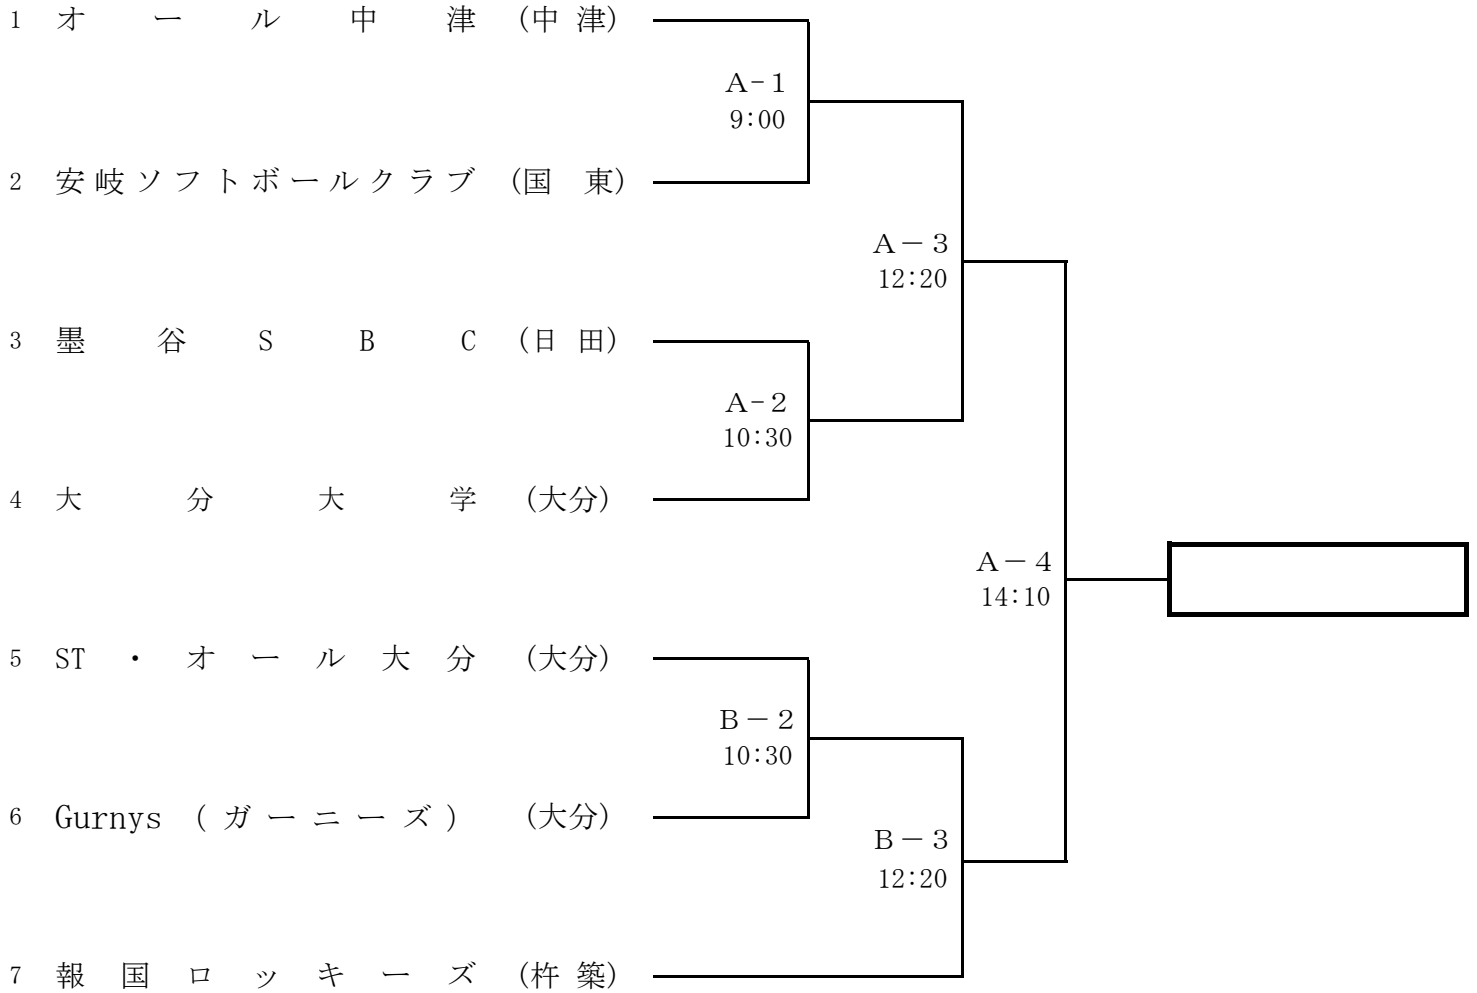 1 オール中津 (中津)
A-1
9:00
2 安岐ソフトボールクラブ (国 東)
A－3
12:20
3 墨谷SBC (日田)
A-2
10:30
4 大分大学 (大分)
A－4
14:10
5 ST・オール大分 (大分)
B－2
10:30
6 Gurnys (ガーニーズ) (大分)
B－3
12:20
7 報国ロッキーズ (杵築)